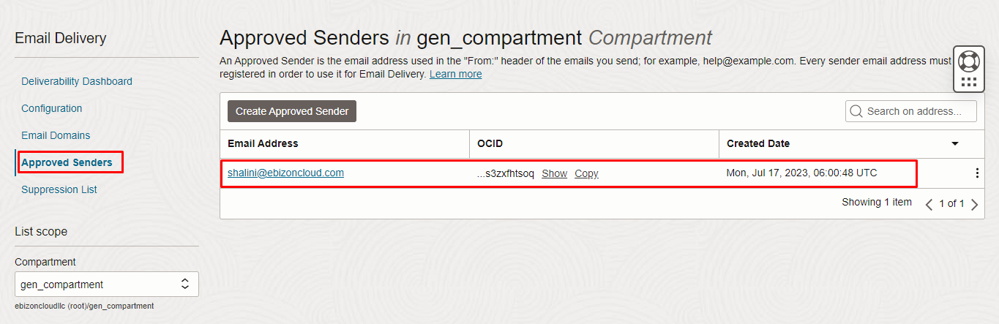 Email Delivery
Deliverability Dashboard
Configuration
Email Domains
Approved Senders
Suppression List
List scope
Compartment
gen_compartment
ebizoncloudllc (root)/gen_compartment
Approved Senders in gen_compartment Compartment
An Approved Sender is the email address used in the "From:" header of the emails you send; for example, help@example.com. Every sender email address must
registered in order to use it for Email Delivery. Learn more
Create Approved Sender
Search on address...
Email Address OCID Created Date
shalini@ebizoncloud.com ...s3zxfhtsoq Show Copy Mon, Jul 17, 2023, 06:00:48 UTC
Showing 1 item 1 of 1